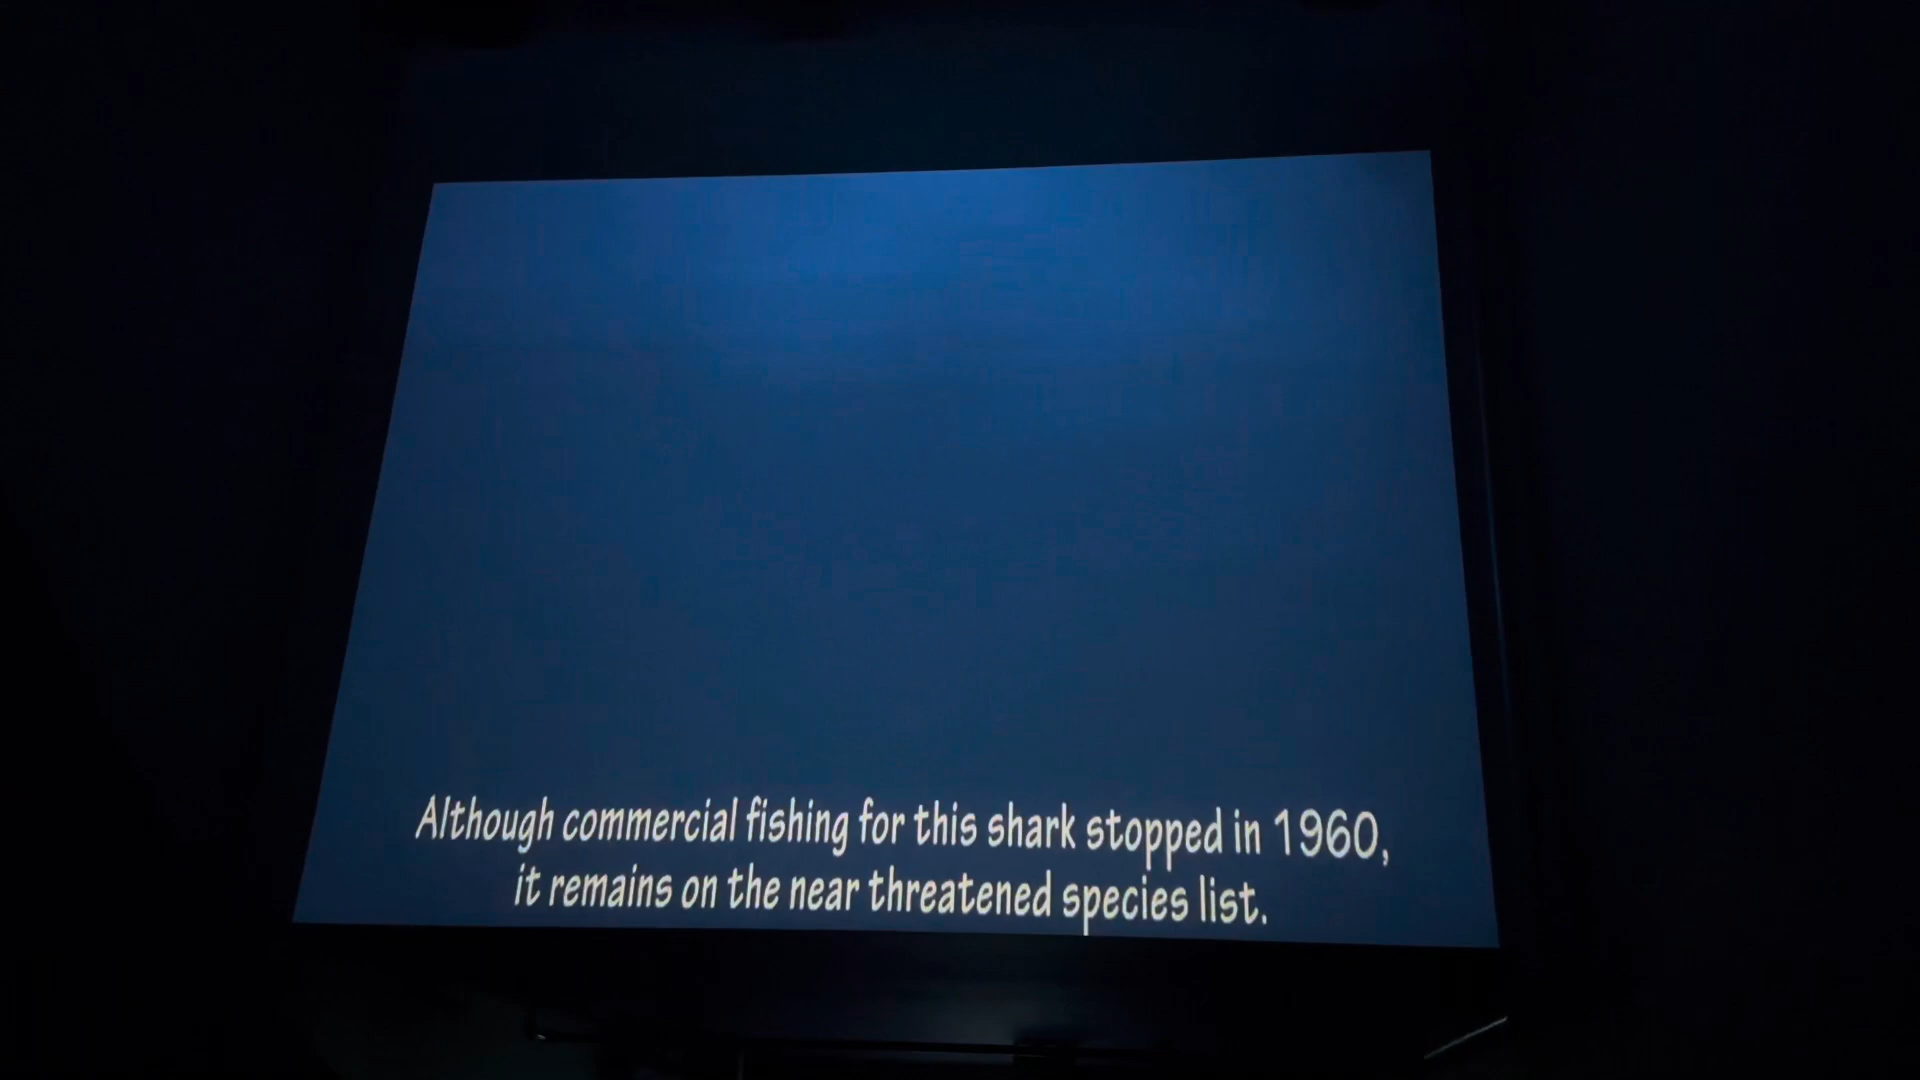 Although commercial fishing for this shark stopped in 1960,
it remains on the near threatened species list.